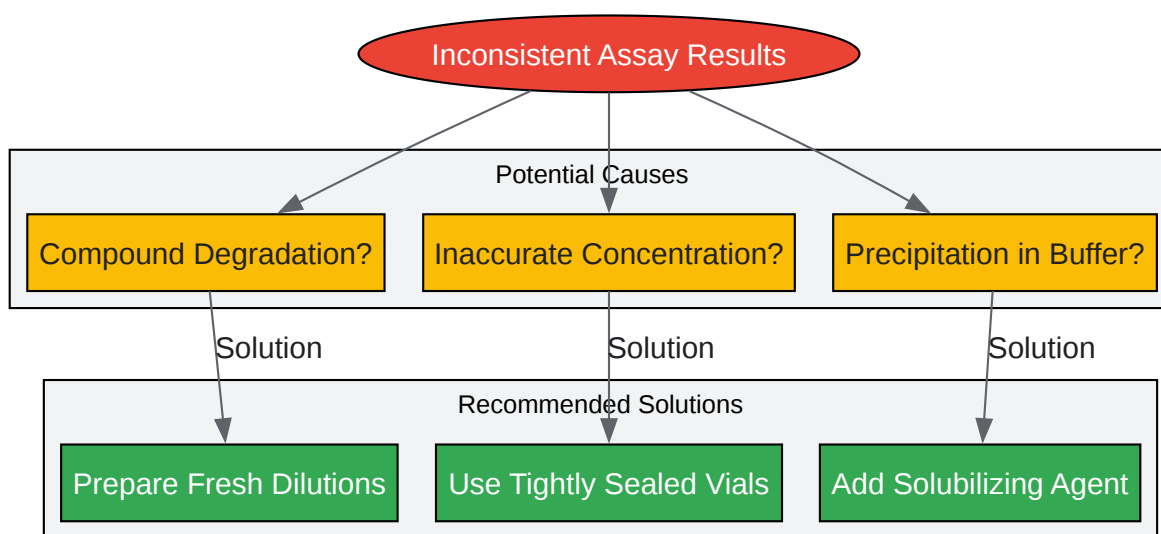 Inconsistent Assay Results
Potential Causes
Compound Degradation?
Inaccurate Concentration?
Precipitation in Buffer?
Solution
Solution
Solution
Recommended Solutions
Prepare Fresh Dilutions
Use Tightly Sealed Vials
Add Solubilizing Agent